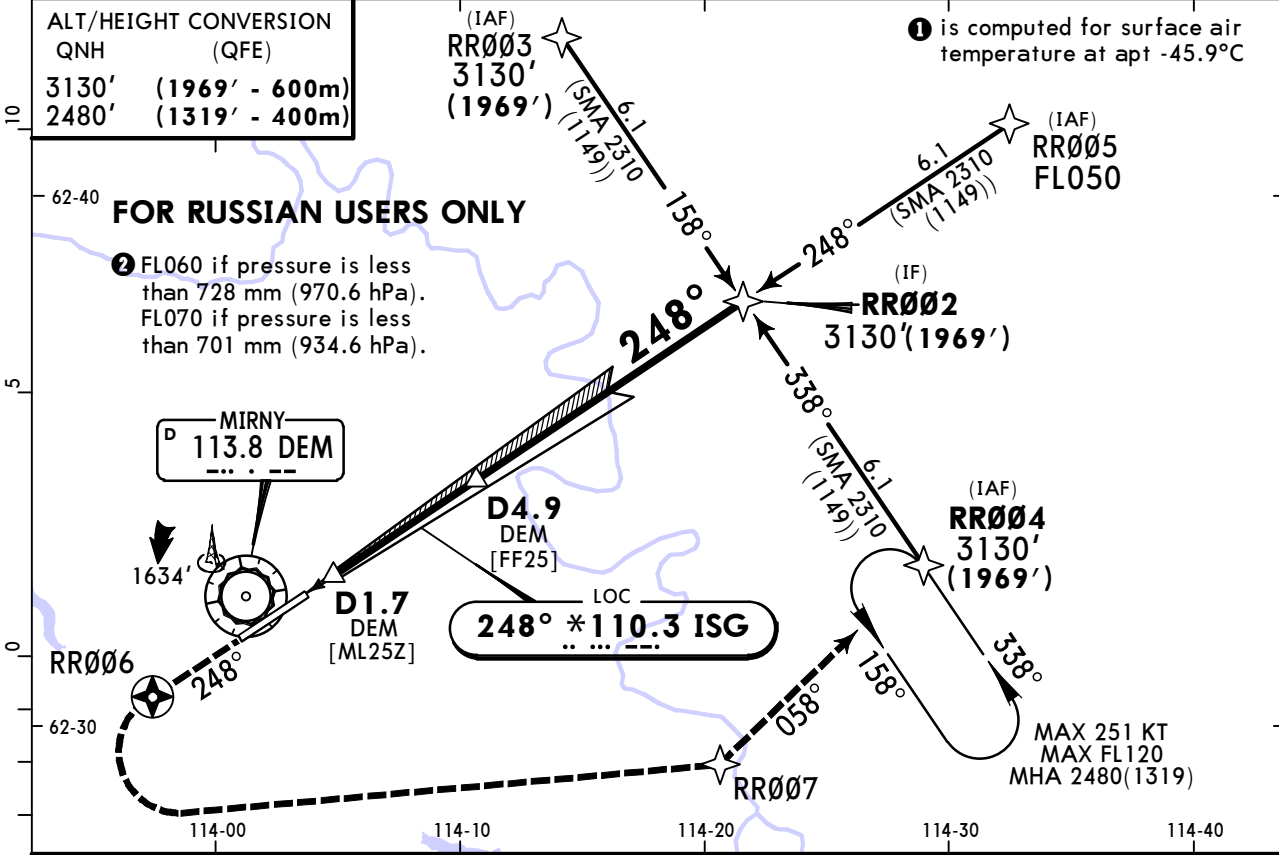 ALT/HEIGHT CONVERSION
QNH (QFE)
3130' (1969' - 600m)
2480' (1319' - 400m)
(IAF)
RRØØ3
3130'
(1969')
6.1
(SMA 2310
(1149))
158°
❶ is computed for surface air
temperature at apt -45.9°C
(IAF)
RRØØ5
FL050
6.1
(SMA 2310
(1149))
248°
10
62-40
FOR RUSSIAN USERS ONLY
❷ FL060 if pressure is less
than 728 mm (970.6 hPa).
FL070 if pressure is less
than 701 mm (934.6 hPa).
(IF)
RRØØ2
3130'(1969')
248°
5
338°
6.1
(SMA 2310
(1149))
MIRNY
D 113.8 DEM
D4.9
DEM
[FF25]
(IAF)
RRØØ4
3130'
(1969')
1634'
D1.7
DEM
[ML25Z]
LOC
248° *110.3 ISG
0
RRØØ6
248°
158°
338°
058°
62-30
RRØØ7
MAX 251 KT
MAX FL120
MHA 2480(1319)
114-00 114-10 114-20 114-30 114-40